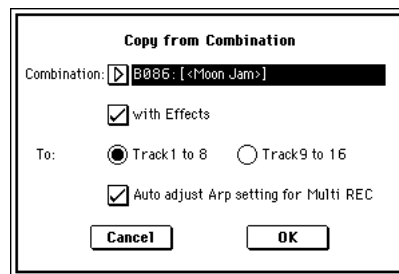 Copy from Combination
Combination: B086:[<Moon Jam>]
with Effects
To: Track1 to 8 Track9 to 16
Auto adjust Arp setting for Multi REC
Cancel OK